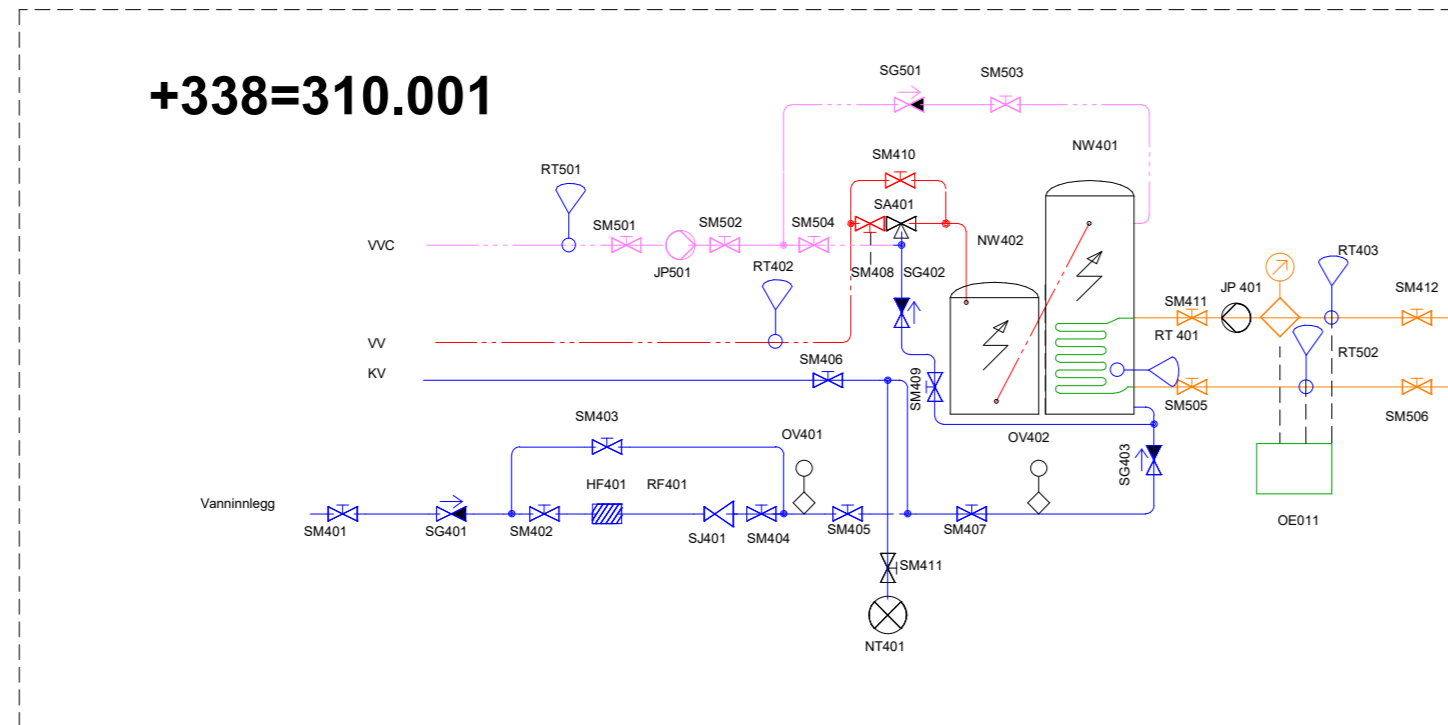 +338=310.001
SG501
SM503
NW401
RT501
SM410
SA401
SM501
SM502
SM504
NW402
VVC
JP501
RT402
SM408
SG402
RT403
JP 401
SM411
SM412
VV
RT 401
RT502
KV
SM406
SM409
SM505
SM506
SM403
OV401
OV402
SG403
HF401
RF401
Vanninnlegg
SM401
SG401
SM402
SJ401
SM404
SM405
SM407
OE011
SM411
NT401